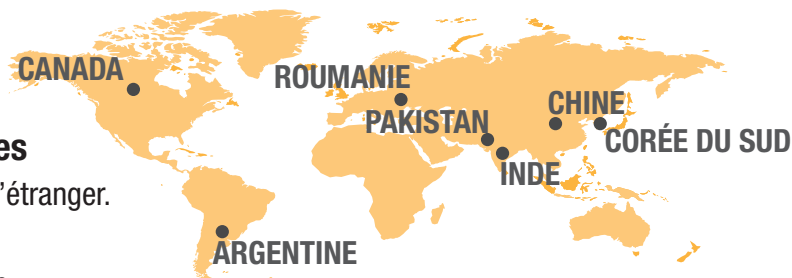 CANADA
ROUMANIE
CHINE
PAKISTAN
CORÉE DU SUD
es
INDE
'étranger.
ARGENTINE